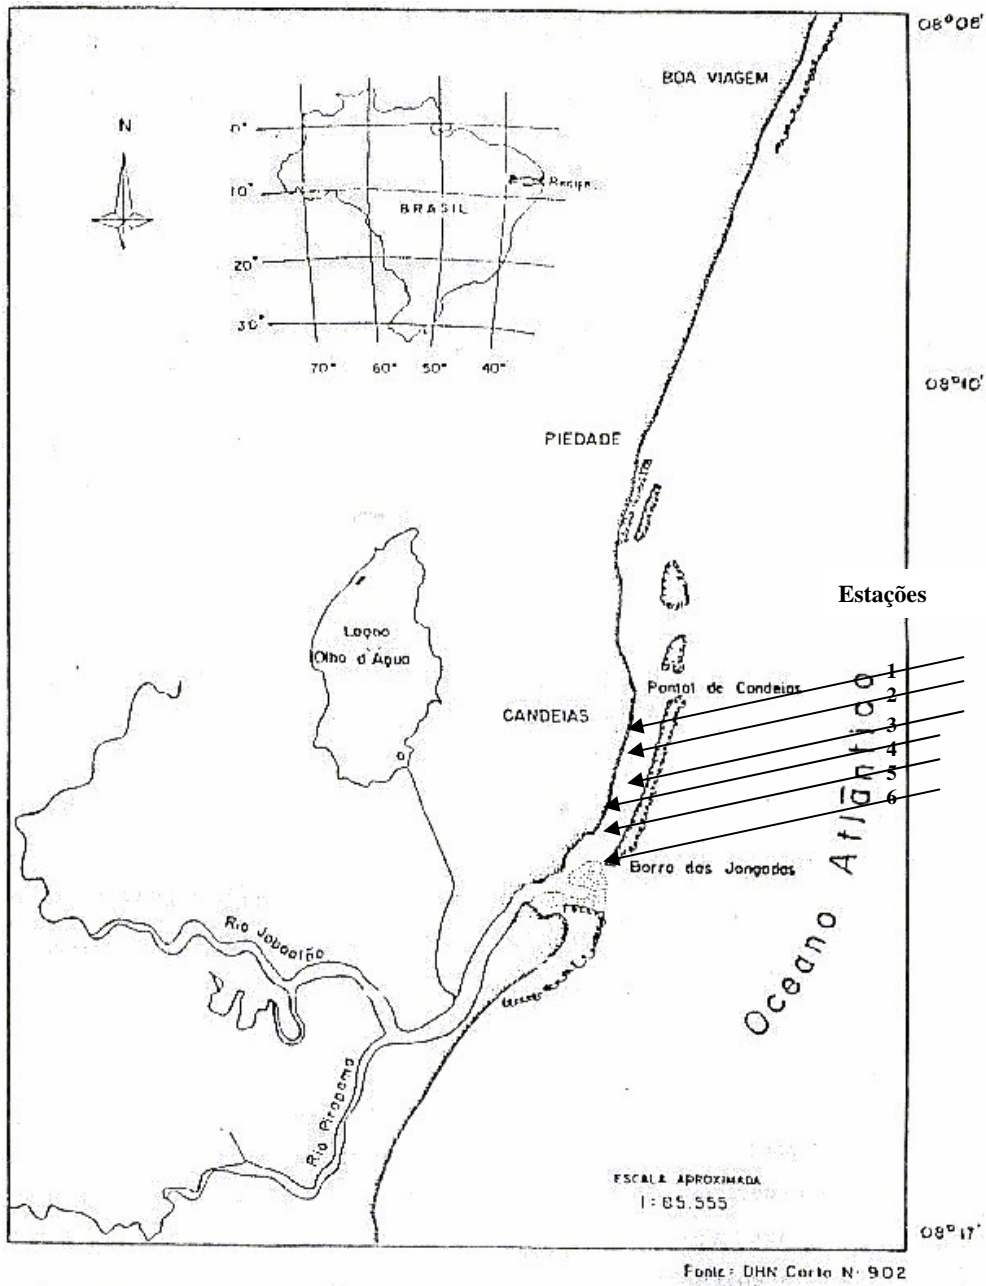 08°08'
BOA VIAGEM
N
0°
10°
20°
30°
Recife
BRASIL
70° 60° 50° 40°
08°10'
PIEDADE
Estações
Lagoa
Olho d'Água
1
Pontal de Candeias
2
CANDEIAS
3
4
5
6
Barra das Jangadas
Oceano Atlântico
Rio Jaboatão
Rio Pirapama
ESCALA APROXIMADA
1:85.555
08°17'
Fonte: DHN Carta Nº 902